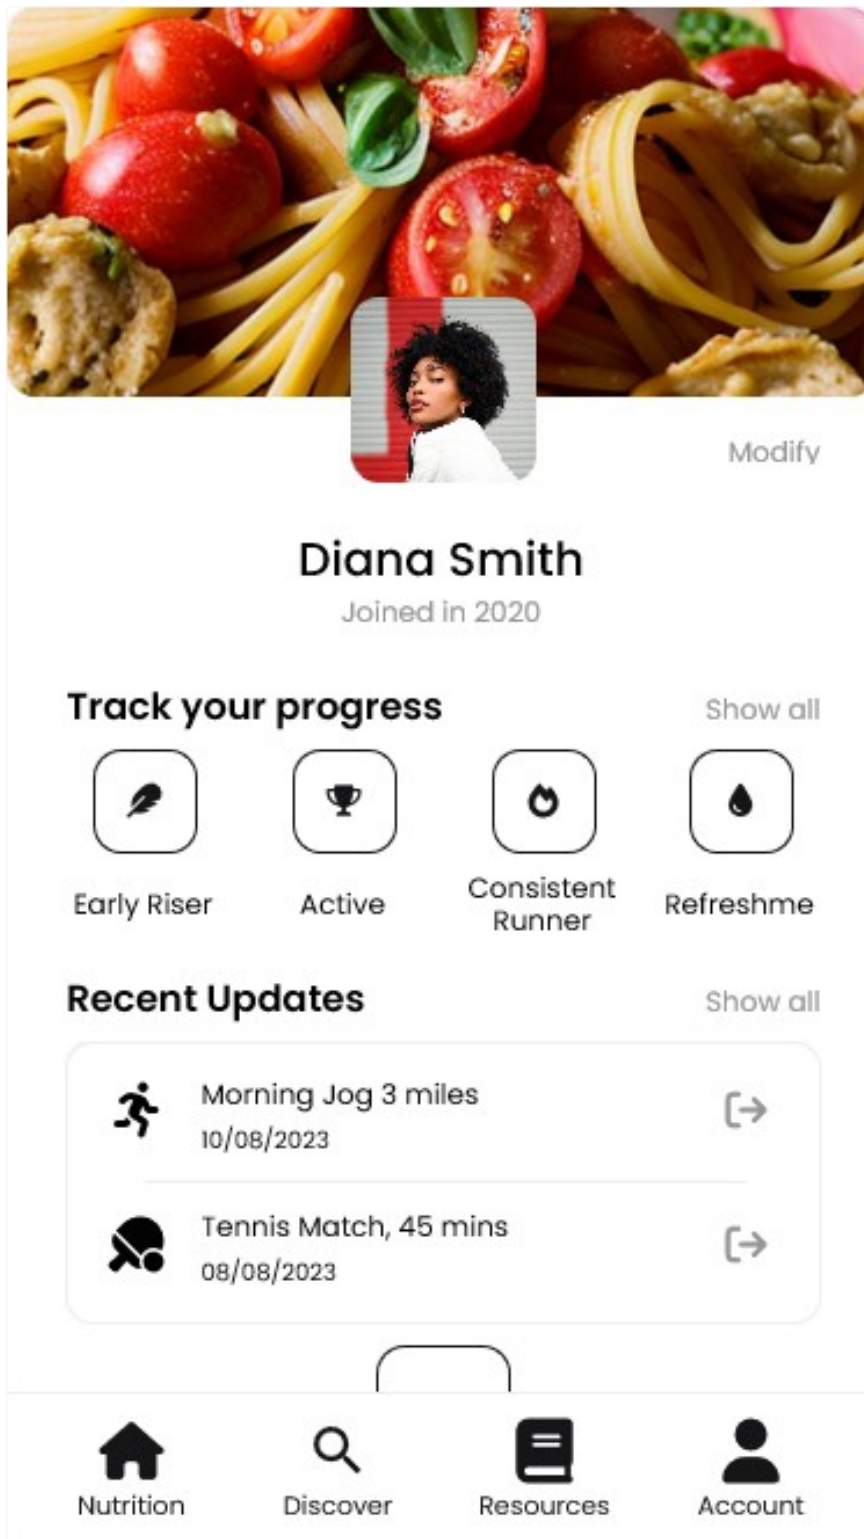 Modify
Diana Smith
Joined in 2020
Track your progress
Show all
Early Riser
Active
Consistent
Runner
Refreshme
Recent Updates
Show all
Morning Jog 3 miles
10/08/2023
Tennis Match, 45 mins
08/08/2023
Nutrition
Discover
Resources
Account